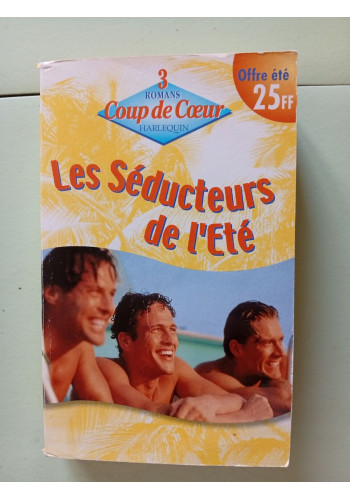 3
ROMANS
Coup de Cœur
HARLEQUIN
Offre été
25FF
Les Séducteurs
de l'Eté